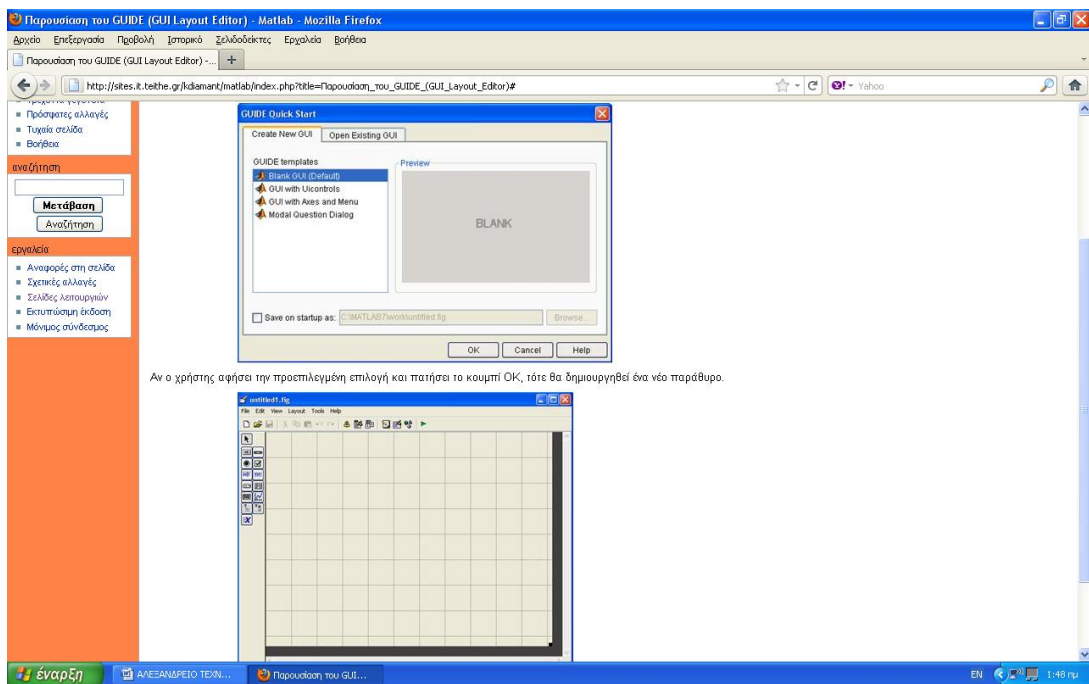 Παρουσίαση του GUIDE (GUI Layout Editor) - Matlab - Mozilla Firefox
Αρχείο Επεξεργασία Προβολή Ιστορικό Σελιδοδείκτες Εργαλεία Βοήθεια
Παρουσίαση του GUIDE (GUI Layout Editor) -...
http://sites.it.teithe.gr/kdiamant/matlab/index.php?title=Παρουσίαση_του_GUIDE_(GUI_Layout_Editor)#
Yahoo
Πρόσφατες αλλαγές
Τυχαία σελίδα
Βοήθεια
αναζήτηση
Μετάβαση
Αναζήτηση
εργαλεία
Αναφορές στη σελίδα
Σχετικές αλλαγές
Σελίδες λειτουργιών
Εκτυπώσιμη έκδοση
Μόνιμος σύνδεσμος
GUIDE Quick Start
Create New GUI Open Existing GUI
GUIDE templates
Preview
Blank GUI (Default)
GUI with Uicontrols
GUI with Axes and Menu
Modal Question Dialog
BLANK
Save on startup as: C:\MATLAB7\work\untitled.fig Browse...
OK Cancel Help
Αν ο χρήστης αφήσει την προεπιλεγμένη επιλογή και πατήσει το κουμπί OK, τότε θα δημιουργηθεί ένα νέο παράθυρο.
untitled1.fig
File Edit View Layout Tools Help
έναρξη
ΑΛΕΞΑΝΔΡΕΙΟ ΤΕΧΝ...
Παρουσίαση του GUI...
EN
1:48 πμ